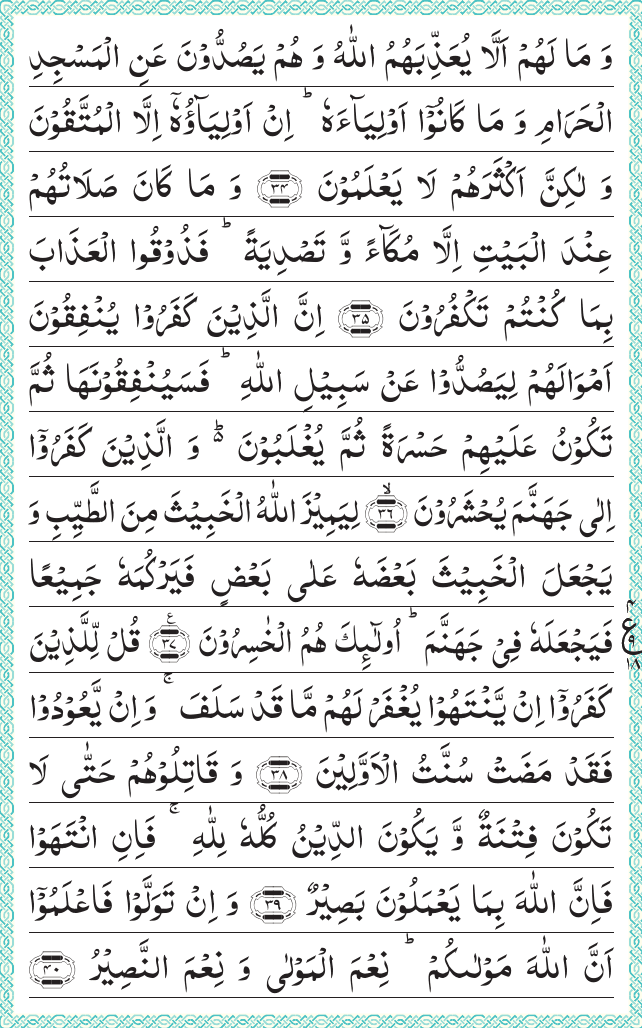 وَ مَا لَهُمْ اَلَّا يُعَذِّبَهُمُ اللّٰهُ وَ هُمْ يَصُدُّوْنَ عَنِ الْمَسْجِدِ
الْحَرَامِ وَ مَا كَانُوْۤا اَوْلِيَآءَهٗ ؕ اِنْ اَوْلِيَآؤُهٗۤ اِلَّا الْمُتَّقُوْنَ
وَ لٰكِنَّ اَكْثَرَهُمْ لَا يَعْلَمُوْنَ ۝۳۴ وَ مَا كَانَ صَلَاتُهُمْ
عِنْدَ الْبَيْتِ اِلَّا مُكَآءً وَّ تَصْدِيَةً ؕ فَذُوْقُوا الْعَذَابَ
بِمَا كُنْتُمْ تَكْفُرُوْنَ ۝۳۵ اِنَّ الَّذِيْنَ كَفَرُوْا يُنْفِقُوْنَ
اَمْوَالَهُمْ لِيَصُدُّوْا عَنْ سَبِيْلِ اللّٰهِ ؕ فَسَيُنْفِقُوْنَهَا ثُمَّ
تَكُوْنُ عَلَيْهِمْ حَسْرَةً ثُمَّ يُغْلَبُوْنَ ؕ۬ وَ الَّذِيْنَ كَفَرُوْۤا
اِلٰى جَهَنَّمَ يُحْشَرُوْنَ ۙ۝۳۶ لِيَمِيْزَ اللّٰهُ الْخَبِيْثَ مِنَ الطَّيِّبِ وَ
يَجْعَلَ الْخَبِيْثَ بَعْضَهٗ عَلٰى بَعْضٍ فَيَرْكُمَهٗ جَمِيْعًا
فَيَجْعَلَهٗ فِيْ جَهَنَّمَ ؕ اُولٰٓئِكَ هُمُ الْخٰسِرُوْنَ ۝۳۷ ع قُلْ لِّلَّذِيْنَ
ع ۹ ۱۸
كَفَرُوْۤا اِنْ يَّنْتَهُوْا يُغْفَرْ لَهُمْ مَّا قَدْ سَلَفَ ۚ وَ اِنْ يَّعُوْدُوْا
فَقَدْ مَضَتْ سُنَّتُ الْاَوَّلِيْنَ ۝۳۸ وَ قَاتِلُوْهُمْ حَتّٰى لَا
تَكُوْنَ فِتْنَةٌ وَّ يَكُوْنَ الدِّيْنُ كُلُّهٗ لِلّٰهِ ۚ فَاِنِ انْتَهَوْا
فَاِنَّ اللّٰهَ بِمَا يَعْمَلُوْنَ بَصِيْرٌ ۝۳۹ وَ اِنْ تَوَلَّوْا فَاعْلَمُوْۤا
اَنَّ اللّٰهَ مَوْلٰىكُمْ ؕ نِعْمَ الْمَوْلٰى وَ نِعْمَ النَّصِيْرُ ۝۴۰